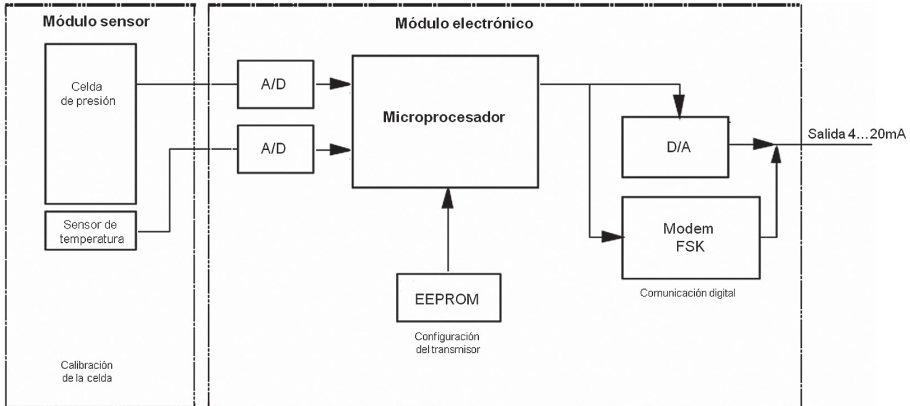 Módulo sensor
Módulo electrónico
Celda
de presión
A/D
Microprocesador
A/D
D/A
Salida 4...20mA
Sensor de
temperatura
Modem
FSK
Comunicación digital
EEPROM
Configuración
del transmisor
Calibración
de la celda